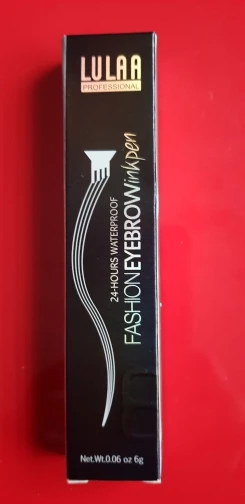 LULAA
PROFESSIONAL
24-HOURS WATERPROOF
FASHIONEYEBROWinkpen
Net.Wt.0.06 oz 6g